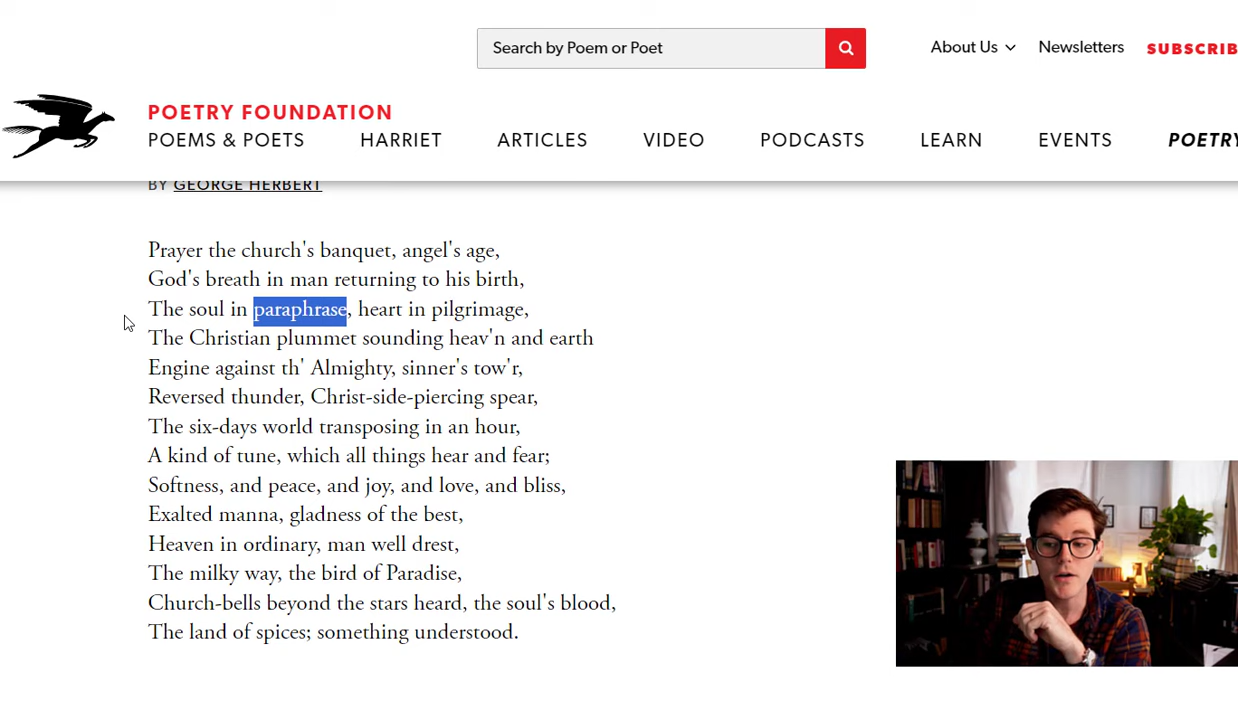 Search by Poem or Poet
About Us
Newsletters
SUBSCRIB
POETRY FOUNDATION
POEMS & POETS
HARRIET
ARTICLES
VIDEO
PODCASTS
LEARN
EVENTS
POETRY
BY GEORGE HERBERT
Prayer the church's banquet, angel's age,
God's breath in man returning to his birth,
The soul in paraphrase, heart in pilgrimage,
The Christian plummet sounding heav'n and earth
Engine against th' Almighty, sinner's tow'r,
Reversed thunder, Christ-side-piercing spear,
The six-days world transposing in an hour,
A kind of tune, which all things hear and fear;
Softness, and peace, and joy, and love, and bliss,
Exalted manna, gladness of the best,
Heaven in ordinary, man well drest,
The milky way, the bird of Paradise,
Church-bells beyond the stars heard, the soul's blood,
The land of spices; something understood.